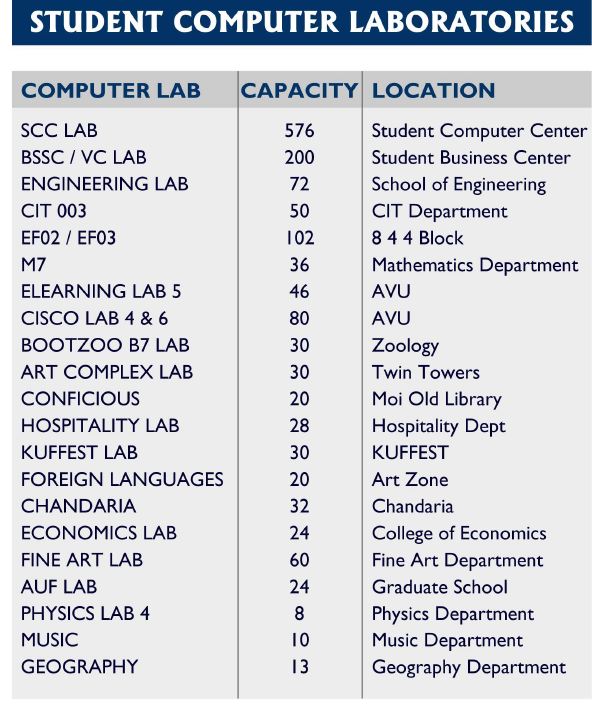 STUDENT COMPUTER LABORATORIES
COMPUTER LAB CAPACITY LOCATION
SCC LAB 576 Student Computer Center
BSSC / VC LAB 200 Student Business Center
ENGINEERING LAB 72 School of Engineering
CIT 003 50 CIT Department
EF02 / EF03 102 8 4 4 Block
M7 36 Mathematics Department
ELEARNING LAB 5 46 AVU
CISCO LAB 4 & 6 80 AVU
BOOTZOO B7 LAB 30 Zoology
ART COMPLEX LAB 30 Twin Towers
CONFICIOUS 20 Moi Old Library
HOSPITALITY LAB 28 Hospitality Dept
KUFFEST LAB 30 KUFFEST
FOREIGN LANGUAGES 20 Art Zone
CHANDARIA 32 Chandaria
ECONOMICS LAB 24 College of Economics
FINE ART LAB 60 Fine Art Department
AUF LAB 24 Graduate School
PHYSICS LAB 4 8 Physics Department
MUSIC 10 Music Department
GEOGRAPHY 13 Geography Department